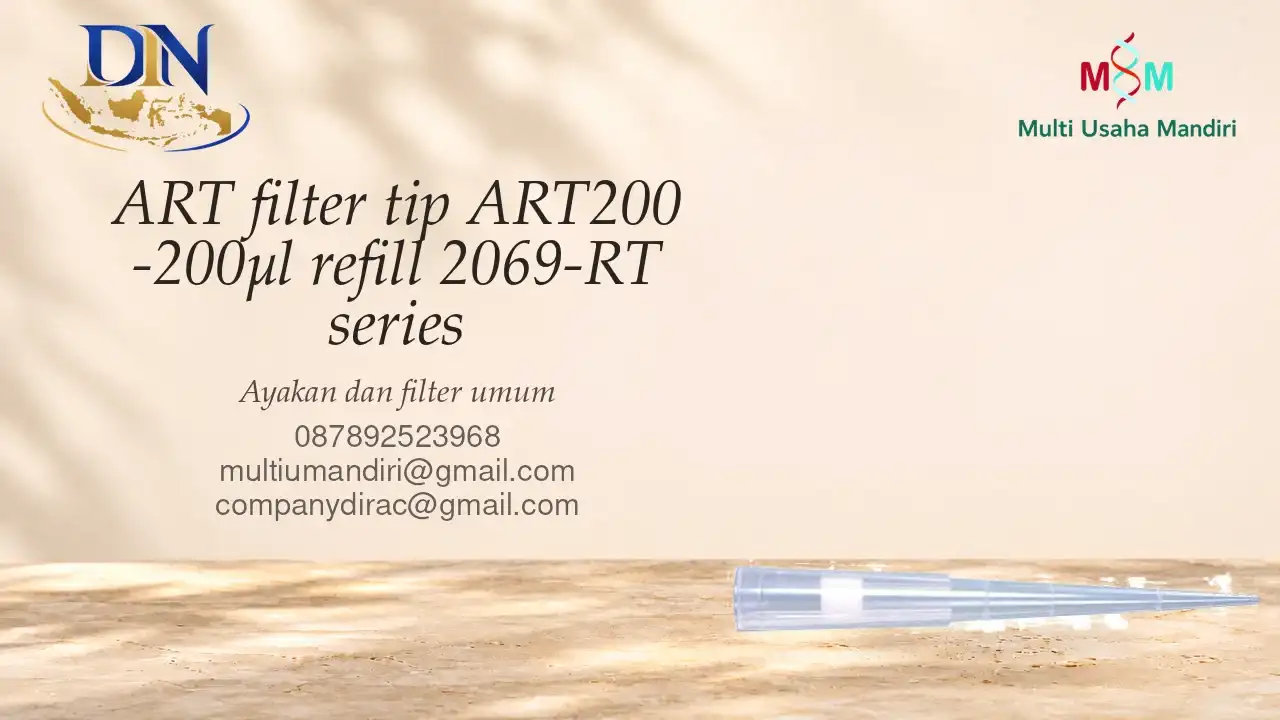 DIN
M M
Multi Usaha Mandiri
ART filter tip ART200
-200µl refill 2069-RT
series
Ayakan dan filter umum
087892523968
multiumandiri@gmail.com
companydirac@gmail.com